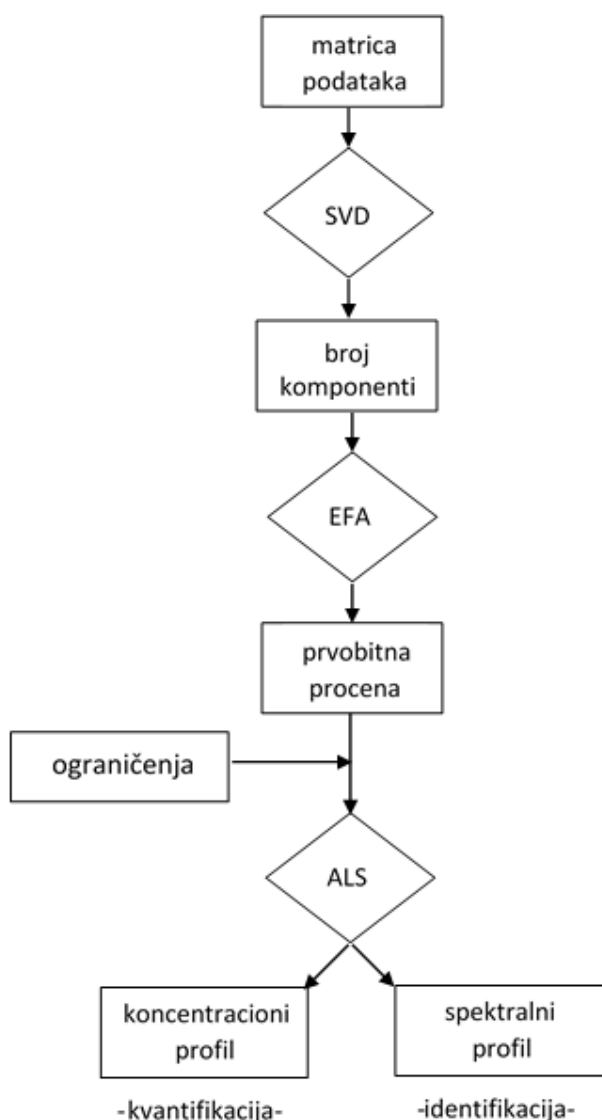 matrica
podataka
SVD
broj
komponenti
EFA
prvobitna
procena
ograničenja
ALS
koncentracioni
profil
spektralni
profil
-kvantifikacija-
-identifikacija-